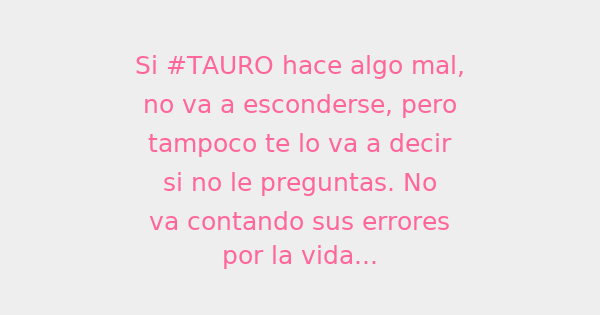 Si #TAURO hace algo mal,
no va a esconderse, pero
tampoco te lo va a decir
si no le preguntas. No
va contando sus errores
por la vida...